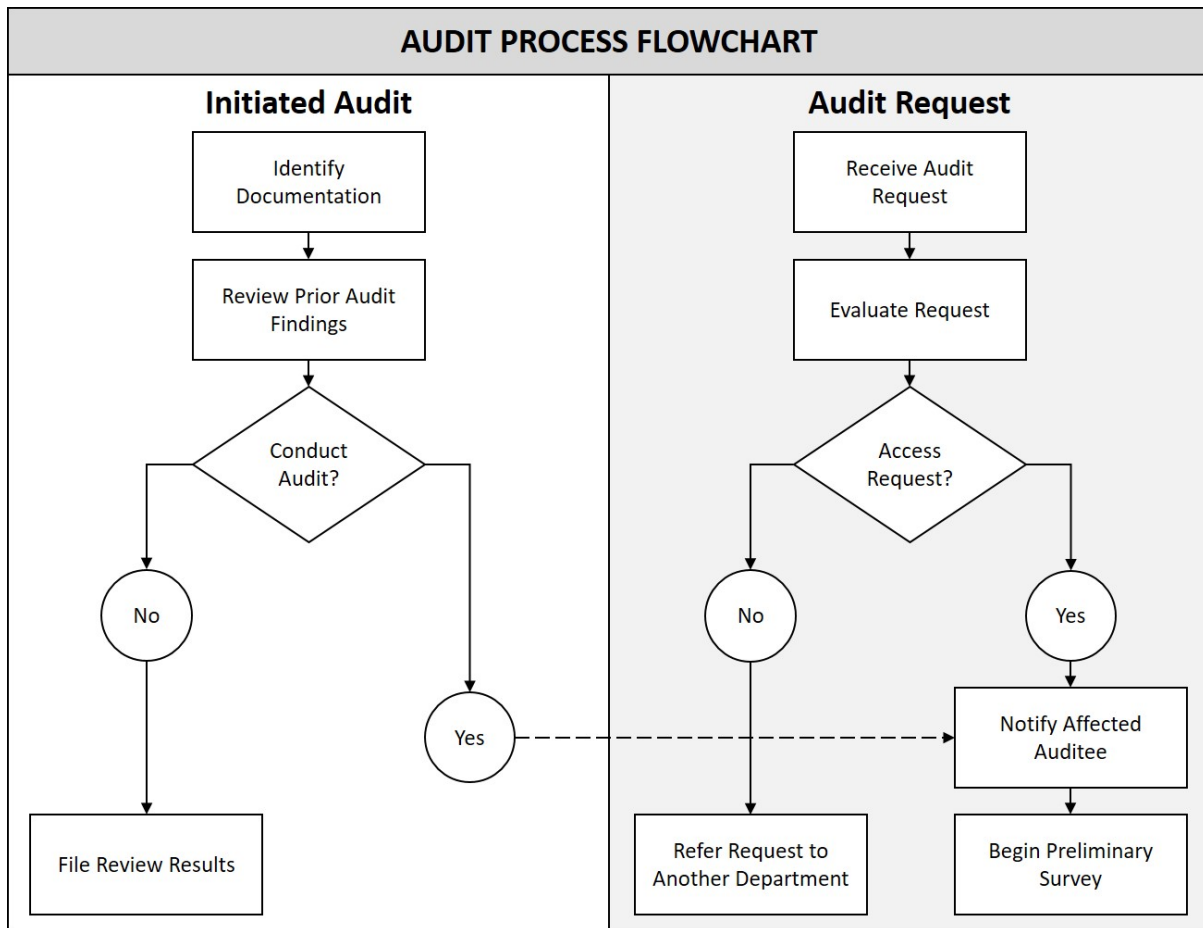 AUDIT PROCESS FLOWCHART
Initiated Audit
Identify
Documentation
Review Prior Audit
Findings
Conduct
Audit?
No
Yes
File Review Results
Audit Request
Receive Audit
Request
Evaluate Request
Access
Request?
No
Yes
Notify Affected
Auditee
Refer Request to
Another Department
Begin Preliminary
Survey